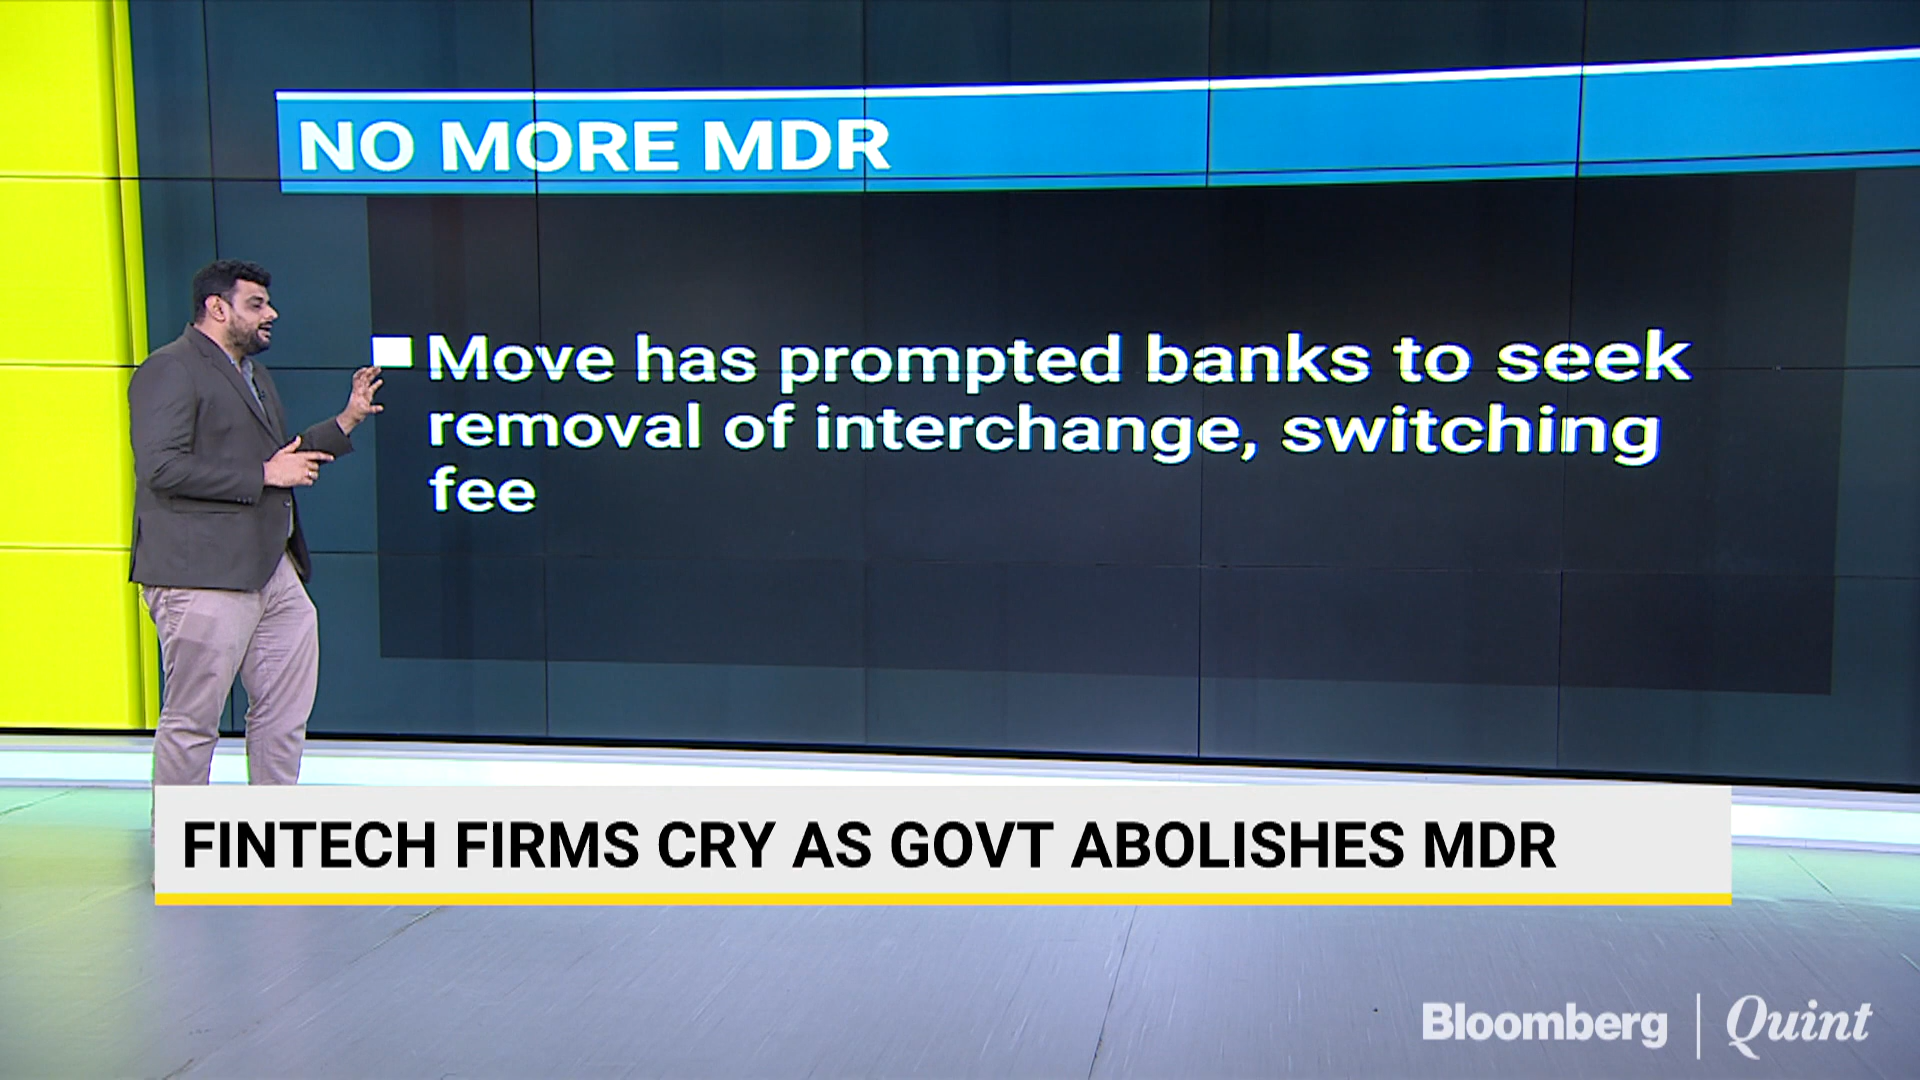 NO MORE MDR
Move has prompted banks to seek
removal of interchange, switching
fee
FINTECH FIRMS CRY AS GOVT ABOLISHES MDR
Bloomberg | Quint